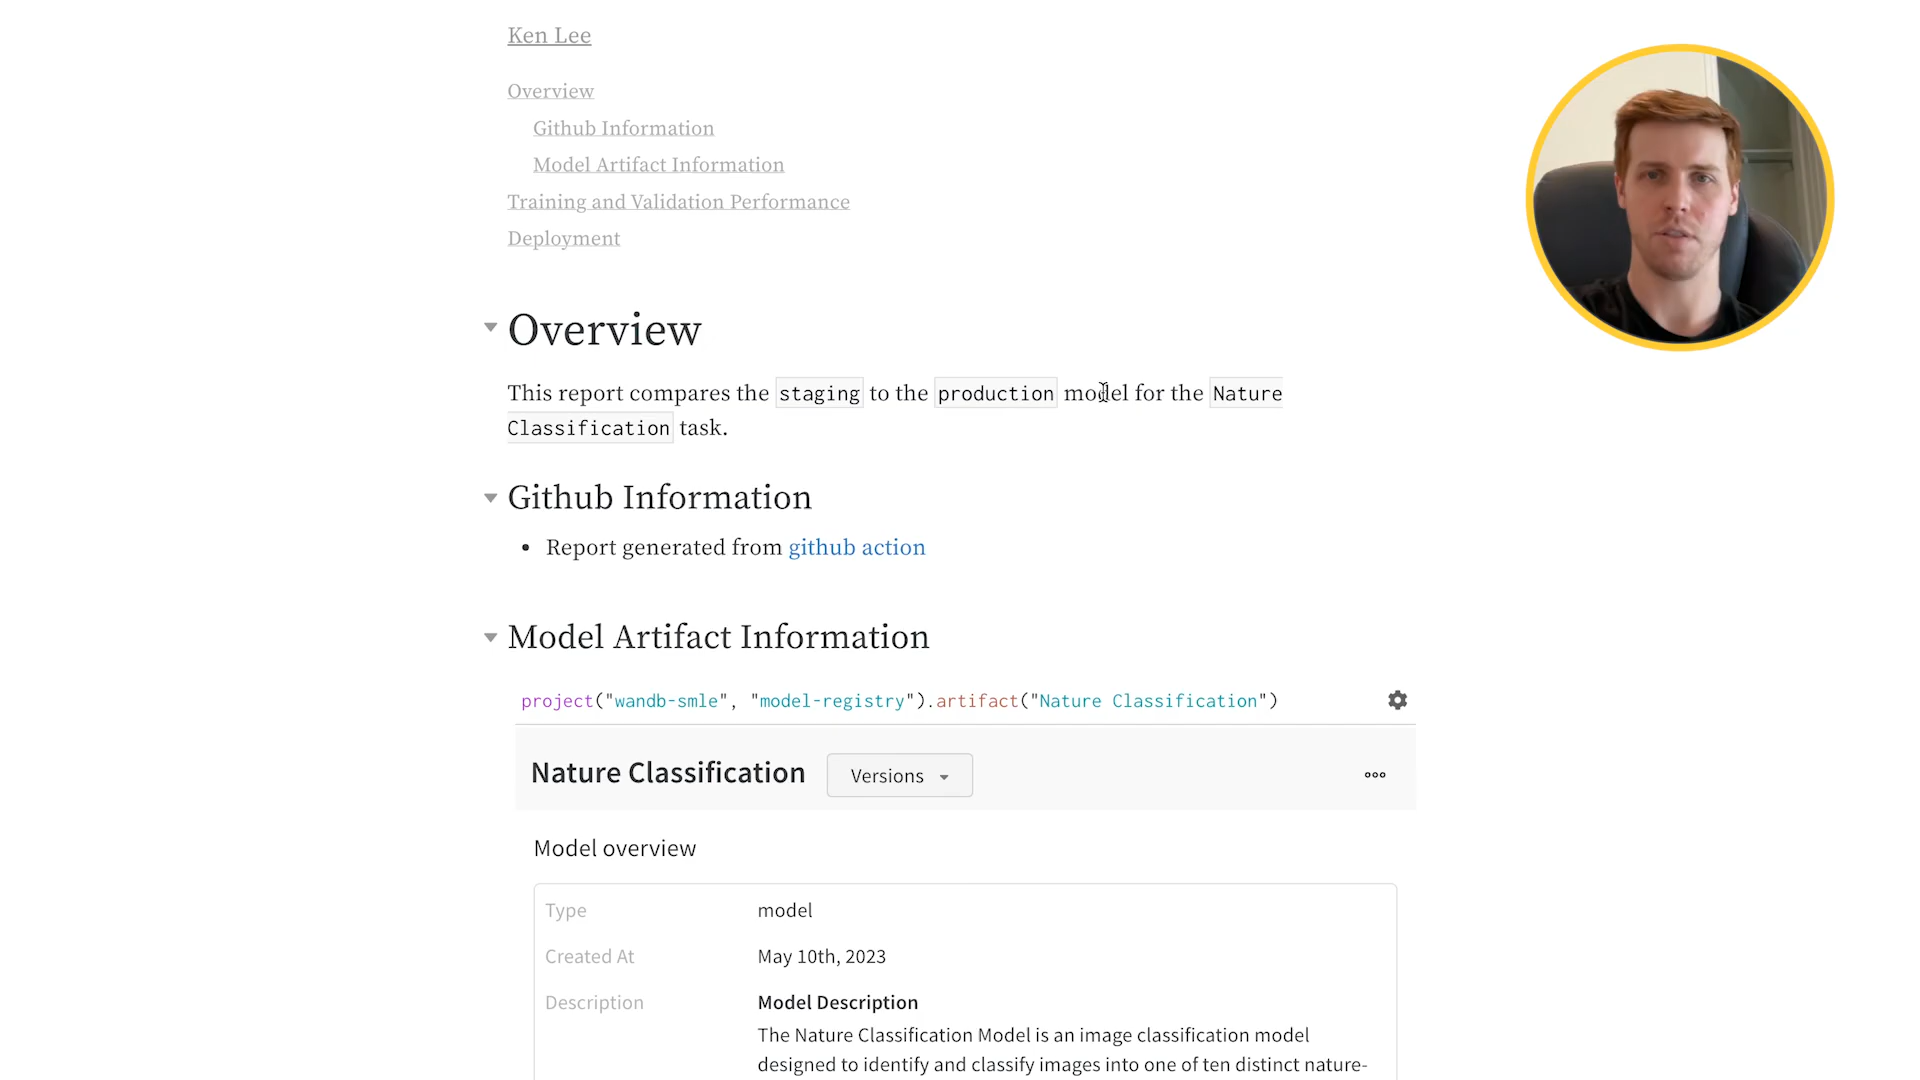 Ken Lee
Overview
Github Information
Model Artifact Information
Training and Validation Performance
Deployment
Overview
This report compares the staging to the production model for the Nature
Classification task.
Github Information
• Report generated from github action
Model Artifact Information
project("wandb-smle", "model-registry").artifact("Nature Classification")
Nature Classification Versions
Model overview
Type model
Created At May 10th, 2023
Description Model Description
The Nature Classification Model is an image classification model
designed to identify and classify images into one of ten distinct nature-